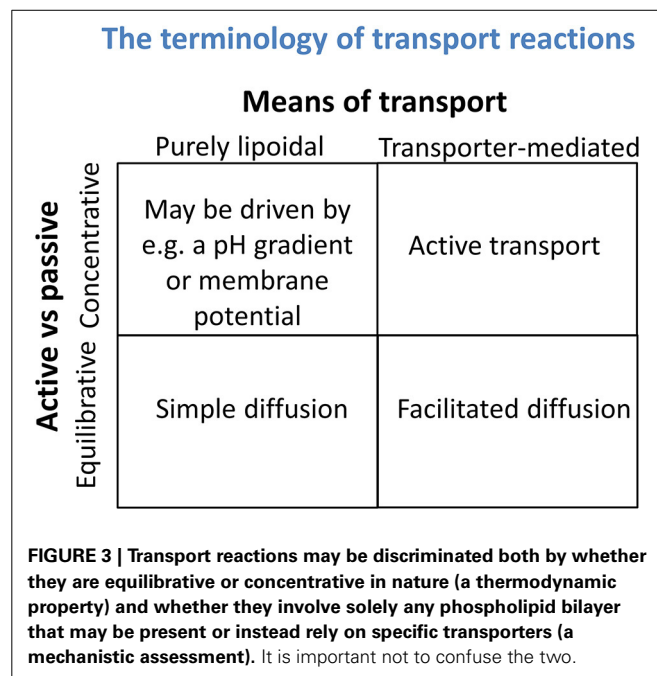 The terminology of transport reactions
Means of transport
Purely lipoidal
Transporter-mediated
Active vs passive
Concentrative
May be driven by
e.g. a pH gradient
or membrane
potential
Active transport
Equilibrative
Simple diffusion
Facilitated diffusion
FIGURE 3 | Transport reactions may be discriminated both by whether
they are equilibrative or concentrative in nature (a thermodynamic
property) and whether they involve solely any phospholipid bilayer
that may be present or instead rely on specific transporters (a
mechanistic assessment). It is important not to confuse the two.